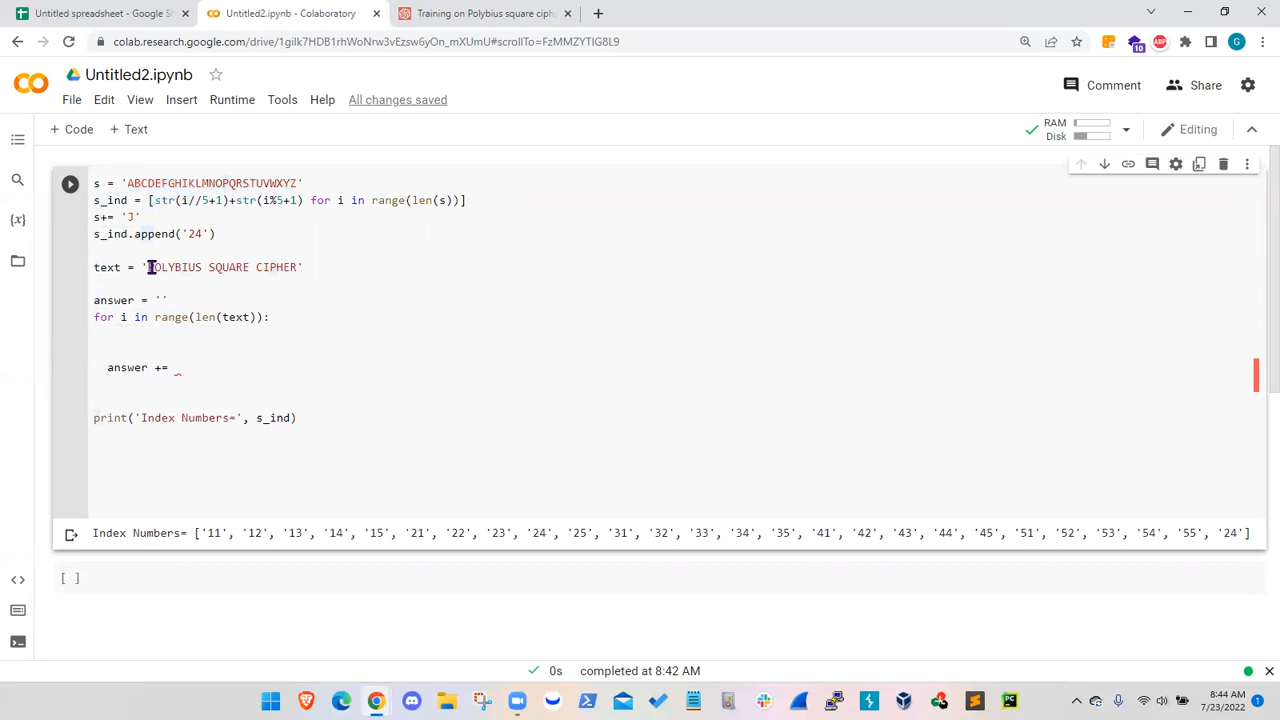 Untitled spreadsheet - Google S
Untitled2.ipynb - Colaboratory
Training on Polybius square ciph
colab.research.google.com/drive/1gilk7HDB1rhWoNrw3vEzsw6yOn_mXUmU#scrollTo=FzMMZYTIG8L9
10
ABP
G
Untitled2.ipynb
File Edit View Insert Runtime Tools Help All changes saved
Comment
Share
+ Code + Text
RAM
Disk
Editing
s = 'ABCDEFGHIKLMNOPQRSTUVWXYZ'
s_ind = [str(i//5+1)+str(i%5+1) for i in range(len(s))]
s+= 'J'
s_ind.append('24')
text = 'POLYBIUS SQUARE CIPHER'
answer = ''
for i in range(len(text)):
answer +=
print('Index Numbers=', s_ind)
Index Numbers= ['11', '12', '13', '14', '15', '21', '22', '23', '24', '25', '31', '32', '33', '34', '35', '41', '42', '43', '44', '45', '51', '52', '53', '54', '55', '24']
[ ]
0s completed at 8:42 AM
8:44 AM
7/23/2022
1